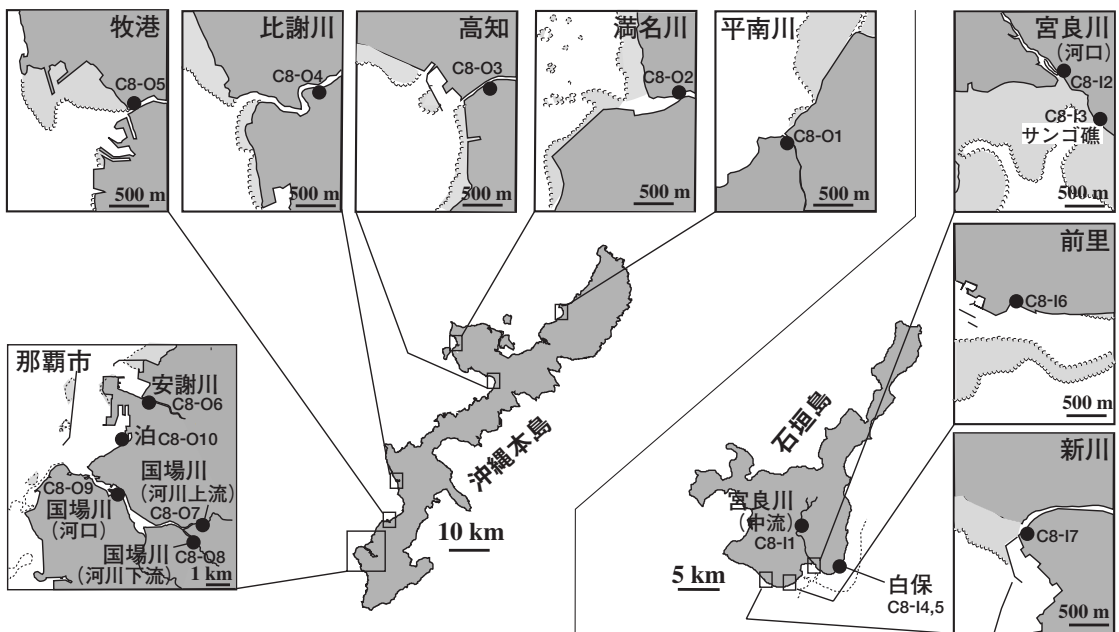 牧港
C8-O5
500 m
比謝川
C8-O4
500 m
高知
C8-O3
500 m
満名川
C8-O2
500 m
平南川
C8-O1
500 m
宮良川
(河口)
C8-I2
C8-I3
サンゴ礁
500 m
前里
C8-I6
500 m
新川
C8-I7
500 m
那覇市
安謝川
C8-O6
泊C8-O10
国場川
(河川上流)
C8-O7
C8-O9
国場川
(河口)
国場川
(河川下流)
C8-O8
1 km
沖縄本島
10 km
石垣島
宮良川
(中流)
C8-I1
5 km
白保
C8-I4,5